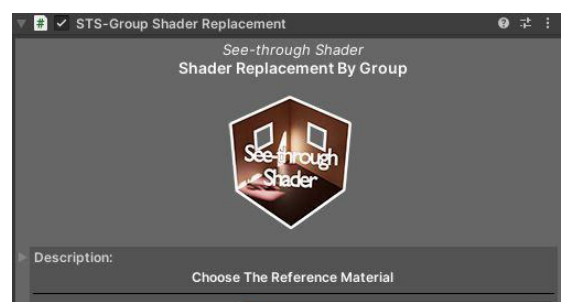 STS-Group Shader Replacement
See-through Shader
Shader Replacement By Group
See-through
Shader
Description:
Choose The Reference Material